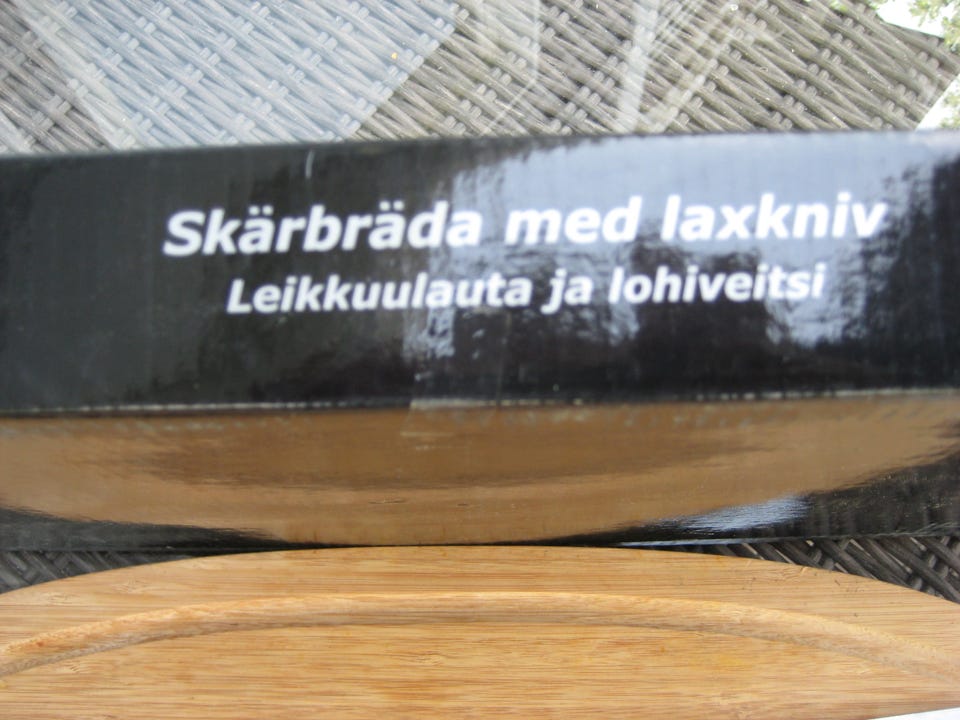 Skärbräda med laxkniv
Leikkuulauta ja lohiveitsi